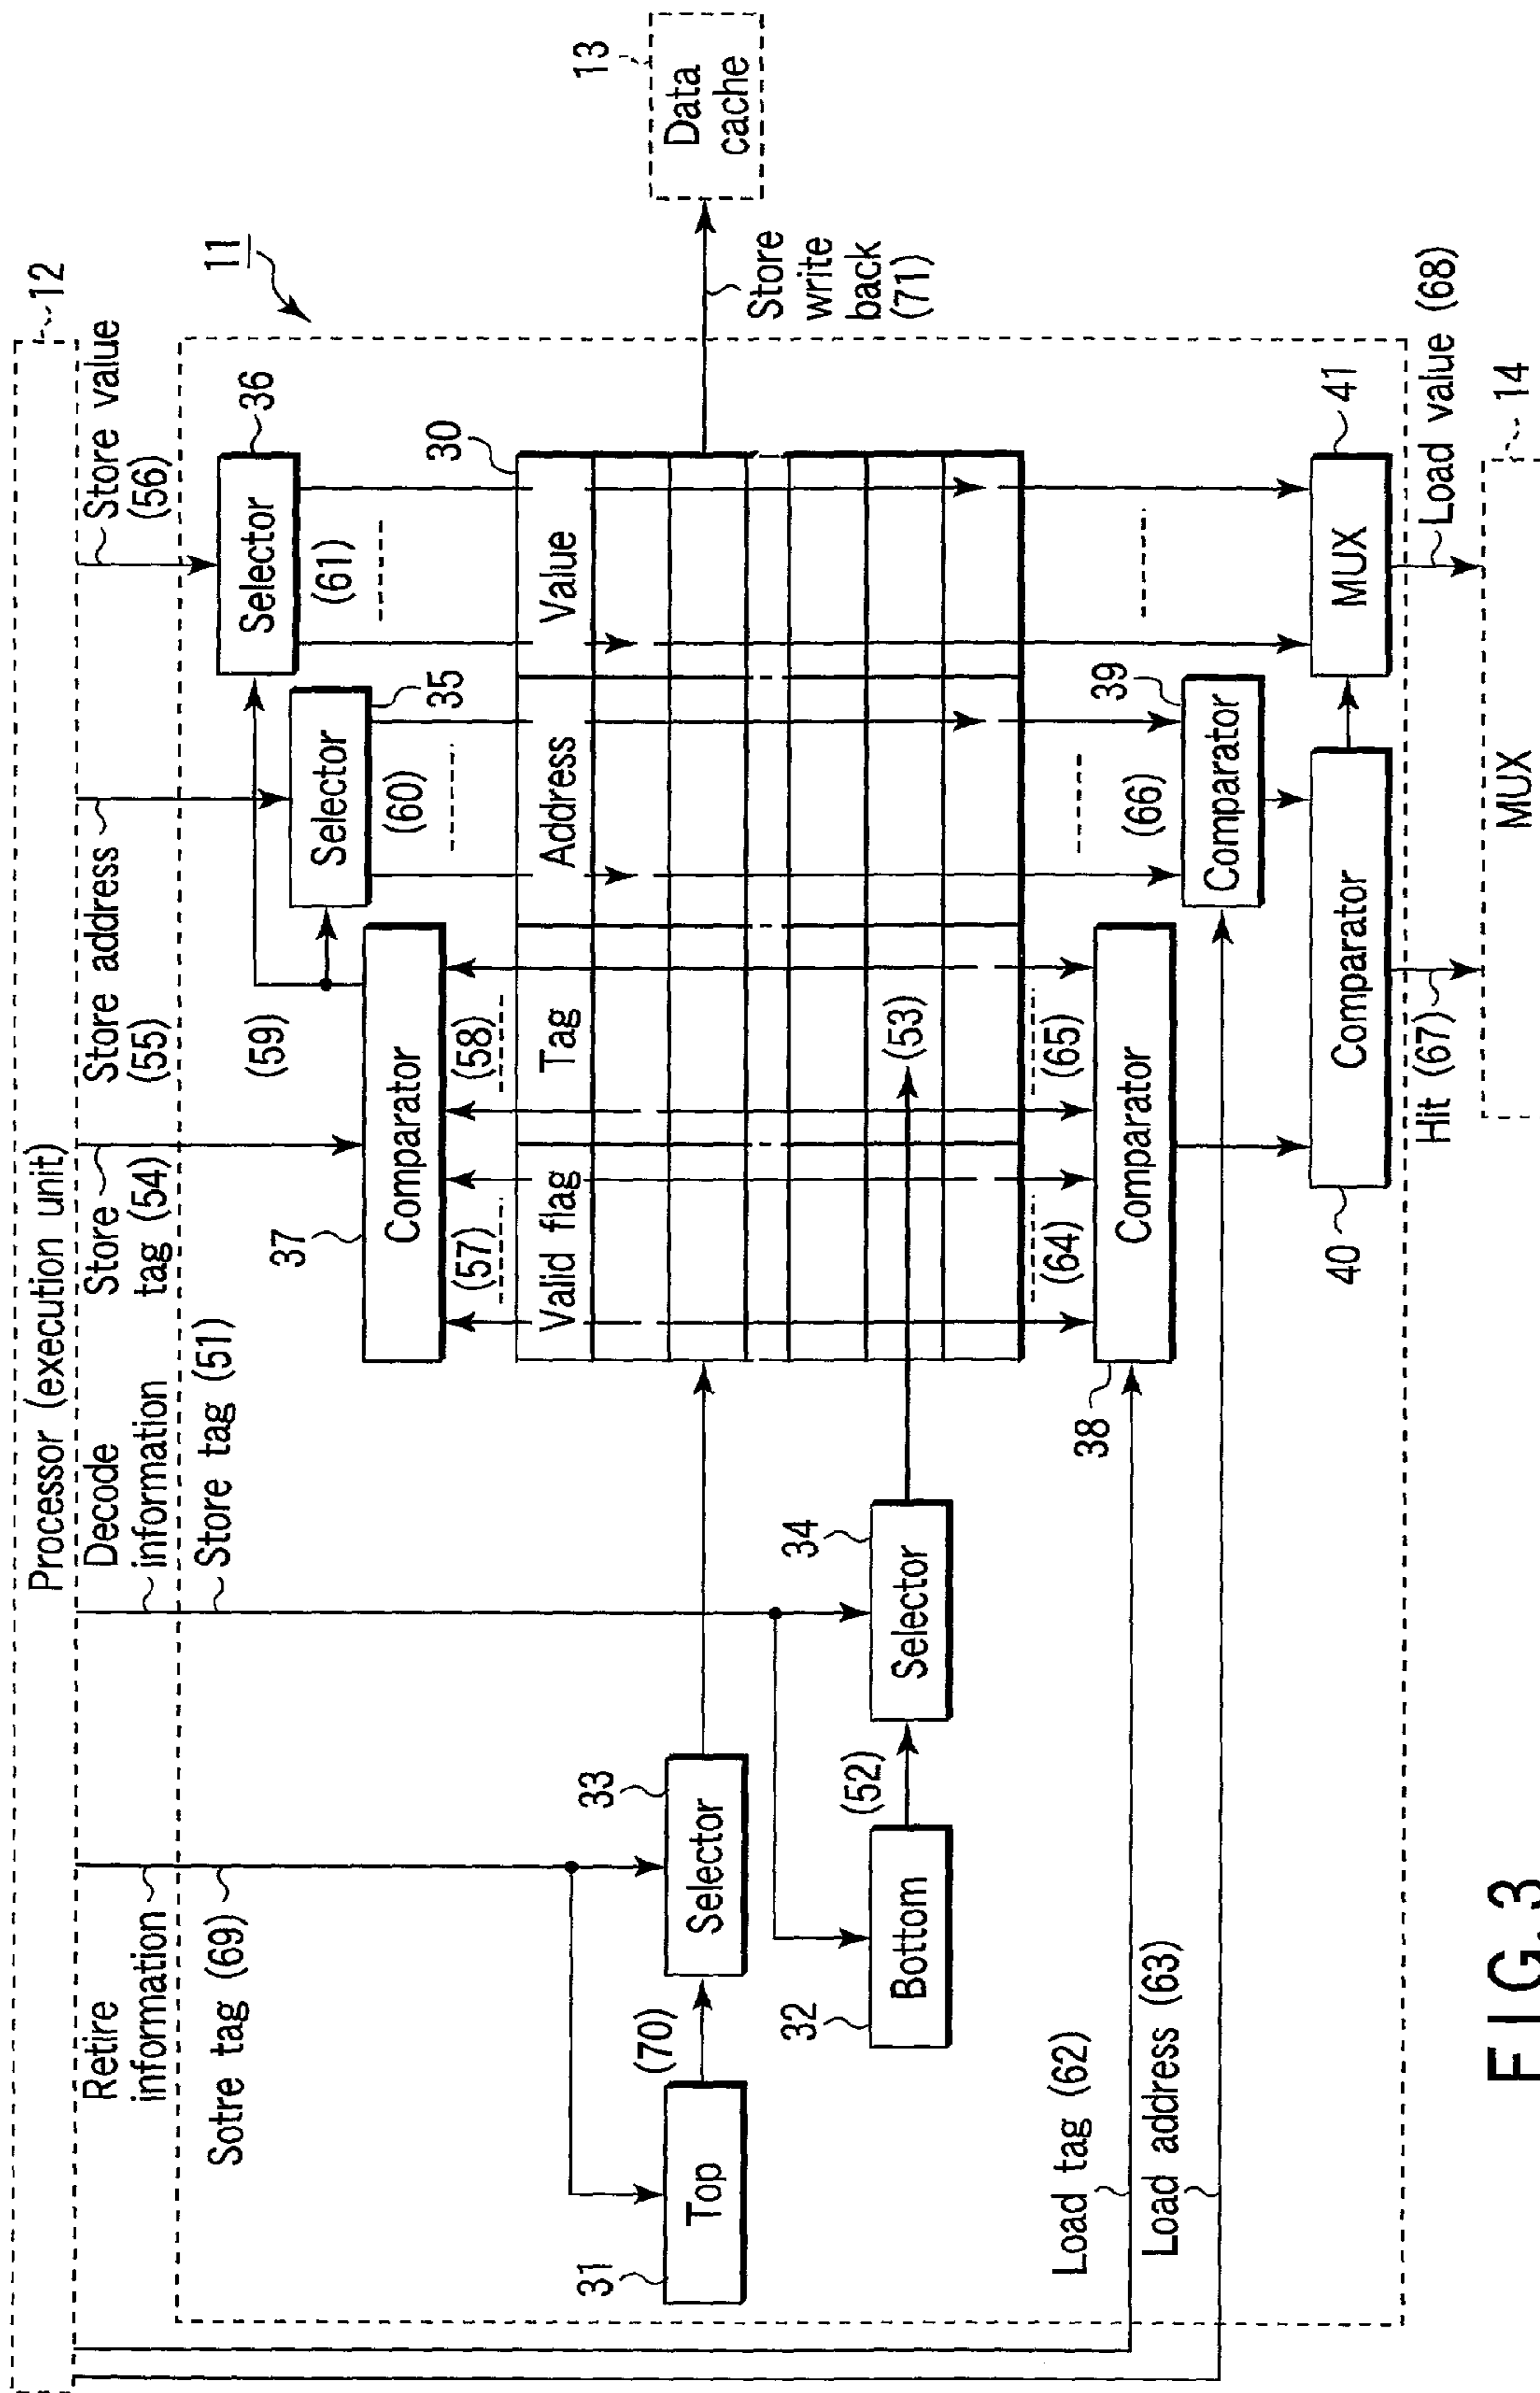 Processor (execution unit)
12
Retire
information
Decode
information
Store
tag (54)
Store address
(55)
Store value
(56)
11
Sotre tag (69)
Store tag (51)
(59)
36
Selector
(61)
35
Selector
(60)
37
Comparator
(57)
(58)
30
Valid flag
Tag
Address
Value
13
Data
cache
Store
write
back
(71)
31
Top
(70)
33
Selector
32
Bottom
(52)
34
Selector
(53)
(64)
(65)
(66)
38
Comparator
39
Comparator
Load tag (62)
Load address (63)
40
Comparator
41
MUX
Hit (67)
Load value (68)
14
MUX
FIG. 3